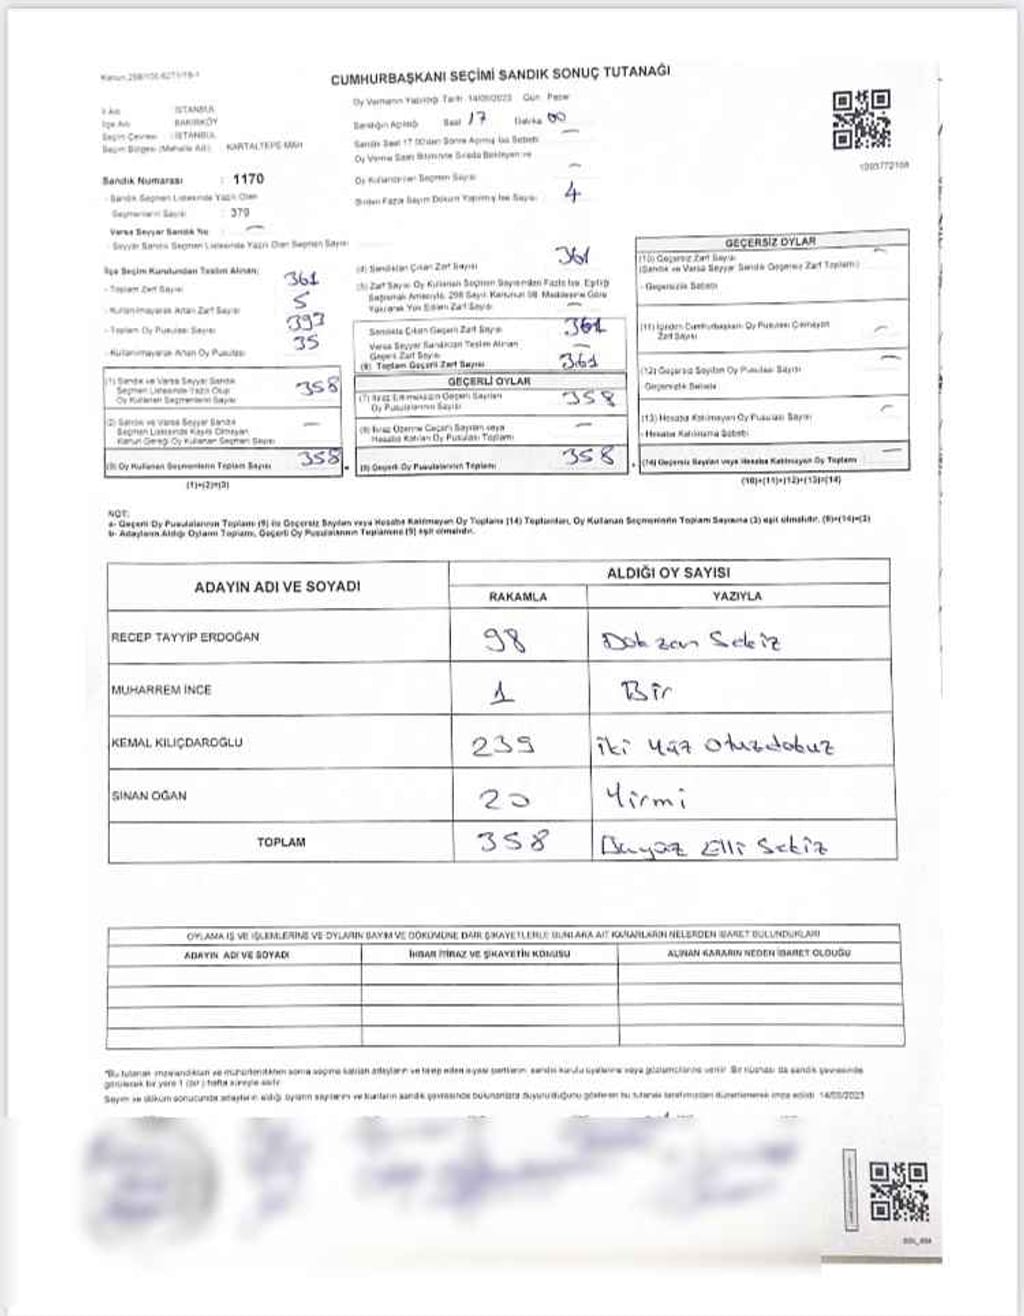 Kanun:298/105-6271/19-1
CUMHURBAŞKANI SEÇİMİ SANDIK SONUÇ TUTANAĞI
İl Adı : İSTANBUL
İlçe Adı : BAKIRKÖY
Seçim Çevresi : İSTANBUL
Seçim Bölgesi (Mahalle Adı) : KARTALTEPE MAH
Sandık Numarası : 1170
- Sandık Seçmen Listesinde Yazılı Olan
Seçmenlerin Sayısı : 379
Varsa Seyyar Sandık No : —
- Seyyar Sandık Seçmen Listesinde Yazılı Olan Seçmen Sayısı
Oy Vermenin Yapıldığı Tarih : 14/05/2023 Gün : Pazar
Sandığın Açıldığı Saat 17 Dakika 00
Sandık Saat 17.00'den Sonra Açılmış İse Sebebi —
Oy Verme Saati Bitiminde Sırada Bekleyen ve
Oy Kullandırılan Seçmen Sayısı —
Birden Fazla Sayım Döküm Yapılmış İse Sayısı : 4
1093772168
İlçe Seçim Kurulundan Teslim Alınan;
- Toplam Zarf Sayısı 361
- Kullanılmayarak Artan Zarf Sayısı 5
- Toplam Oy Pusulası Sayısı 393
- Kullanılmayarak Artan Oy Pusulası 35
(1) Sandık ve Varsa Seyyar Sandık
Seçmen Listesinde Yazılı Olup
Oy Kullanan Seçmenlerin Sayısı 358
(2) Sandık ve Varsa Seyyar Sandık
Seçmen Listesinde Kaydı Olmayan,
Kanun Gereği Oy Kullanan Seçmen Sayısı —
(3) Oy Kullanan Seçmenlerin Toplam Sayısı 358
(1)+(2)=(3)
(4) Sandıktan Çıkan Zarf Sayısı 361
(5) Zarf Sayısı Oy Kullanan Seçmen Sayısından Fazla İse, Eşitliği
Sağlamak Amacıyla, 298 Sayılı Kanunun 98. Maddesine Göre
Yakılarak Yok Edilen Zarf Sayısı —
Sandıkta Çıkan Geçerli Zarf Sayısı 361
Varsa Seyyar Sandıktan Teslim Alınan
Geçerli Zarf Sayısı —
(6) Toplam Geçerli Zarf Sayısı 361
GEÇERLİ OYLAR
(7) İtiraz Edilmeksizin Geçerli Sayılan
Oy Pusulalarının Sayısı 358
(8) İtiraz Üzerine Geçerli Sayılan veya
Hesaba Katılan Oy Pusulası Toplamı —
(9) Geçerli Oy Pusulalarının Toplamı 358
GEÇERSİZ OYLAR
(10) Geçersiz Zarf Sayısı
(Sandık ve Varsa Seyyar Sandık Geçersiz Zarf Toplamı) —
- Geçersizlik Sebebi
(11) İçinden Cumhurbaşkanı Oy Pusulası Çıkmayan
Zarf Sayısı —
(12) Geçersiz Sayılan Oy Pusulası Sayısı —
Geçersizlik Sebebi
(13) Hesaba Katılmayan Oy Pusulası Sayısı —
- Hesaba Katılmama Sebebi
(14) Geçersiz Sayılan veya Hesaba Katılmayan Oy Toplamı —
(10)+(11)+(12)+(13)=(14)
NOT:
a- Geçerli Oy Pusulalarının Toplamı (9) ile Geçersiz Sayılan veya Hesaba Katılmayan Oy Toplamı (14) Toplamları, Oy Kullanan Seçmenlerin Toplam Sayısına (3) eşit olmalıdır. (9)+(14)=(3)
b- Adayların Aldığı Oyların Toplamı, Geçerli Oy Pusulalarının Toplamına (9) eşit olmalıdır.
ADAYIN ADI VE SOYADI
ALDIĞI OY SAYISI
RAKAMLA YAZIYLA
RECEP TAYYİP ERDOĞAN 98 Doksan Sekiz
MUHARREM İNCE 1 Bir
KEMAL KILIÇDAROĞLU 239 iki yüz otuzdokuz
SİNAN OĞAN 20 Yirmi
TOPLAM 358 Elli Sekiz
OYLAMA İŞ VE İŞLEMLERİNE VE OYLARIN SAYIM VE DÖKÜMÜNE DAİR ŞİKAYETLERLE BUNLARA AİT KARARLARIN NELERDEN İBARET BULUNDUKLARI
ADAYIN ADI VE SOYADI İHBAR İTİRAZ VE ŞİKAYETİN KONUSU ALINAN KARARIN NEDEN İBARET OLDUĞU
*Bu tutanak imzalandıktan ve mühürlendikten sonra seçime katılan adayların ve talep eden siyasi partilerin, sandık kurulu üyelerine veya gözlemcilerine verilir. Bir nüshası da sandık çevresinde
görülecek bir yere 1 (bir) hafta süreyle asılır.
Sayım ve döküm sonucunda adayların aldığı oyların sayılarını ve bunların sandık çevresinde bulunanlara duyurulduğunu gösteren bu tutanak tarafımızdan düzenlenerek imza edildi. 14/05/2023